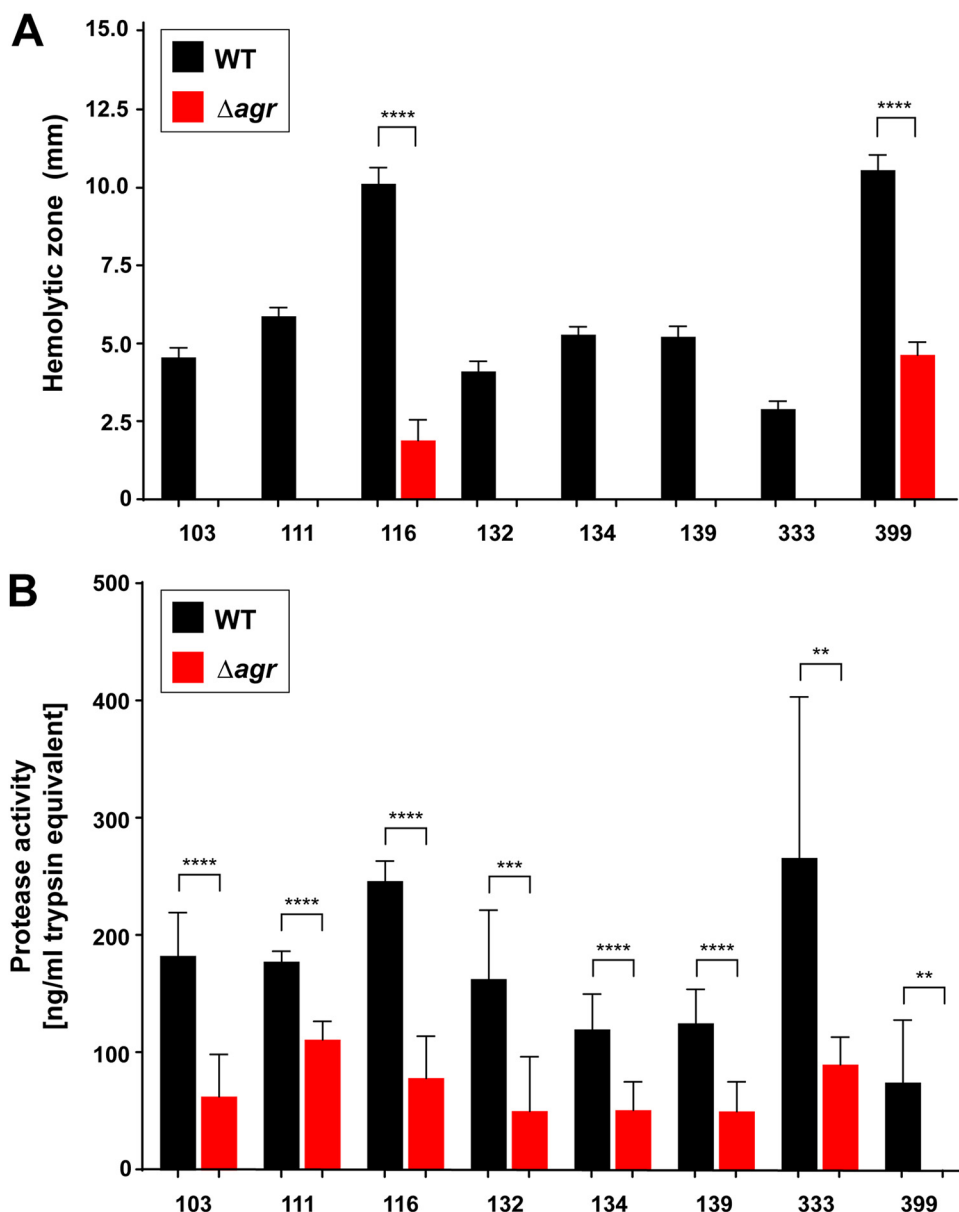 A
WT
Δagr
Hemolytic zone (mm)
15.0
12.5
10.0
7.5
5.0
2.5
0
**** ****
103 111 116 132 134 139 333 399
B
WT
Δagr
Protease activity
[ng/ml trypsin equivalent]
500
400
300
200
100
0
**** **** **** *** **** **** ** **
103 111 116 132 134 139 333 399